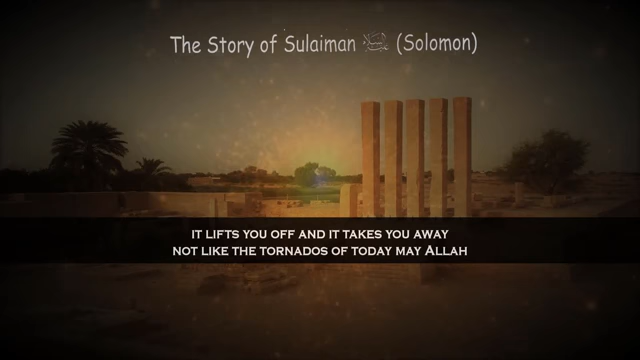 The Story of Sulaiman (Solomon)
IT LIFTS YOU OFF AND IT TAKES YOU AWAY
NOT LIKE THE TORNADOS OF TODAY MAY ALLAH